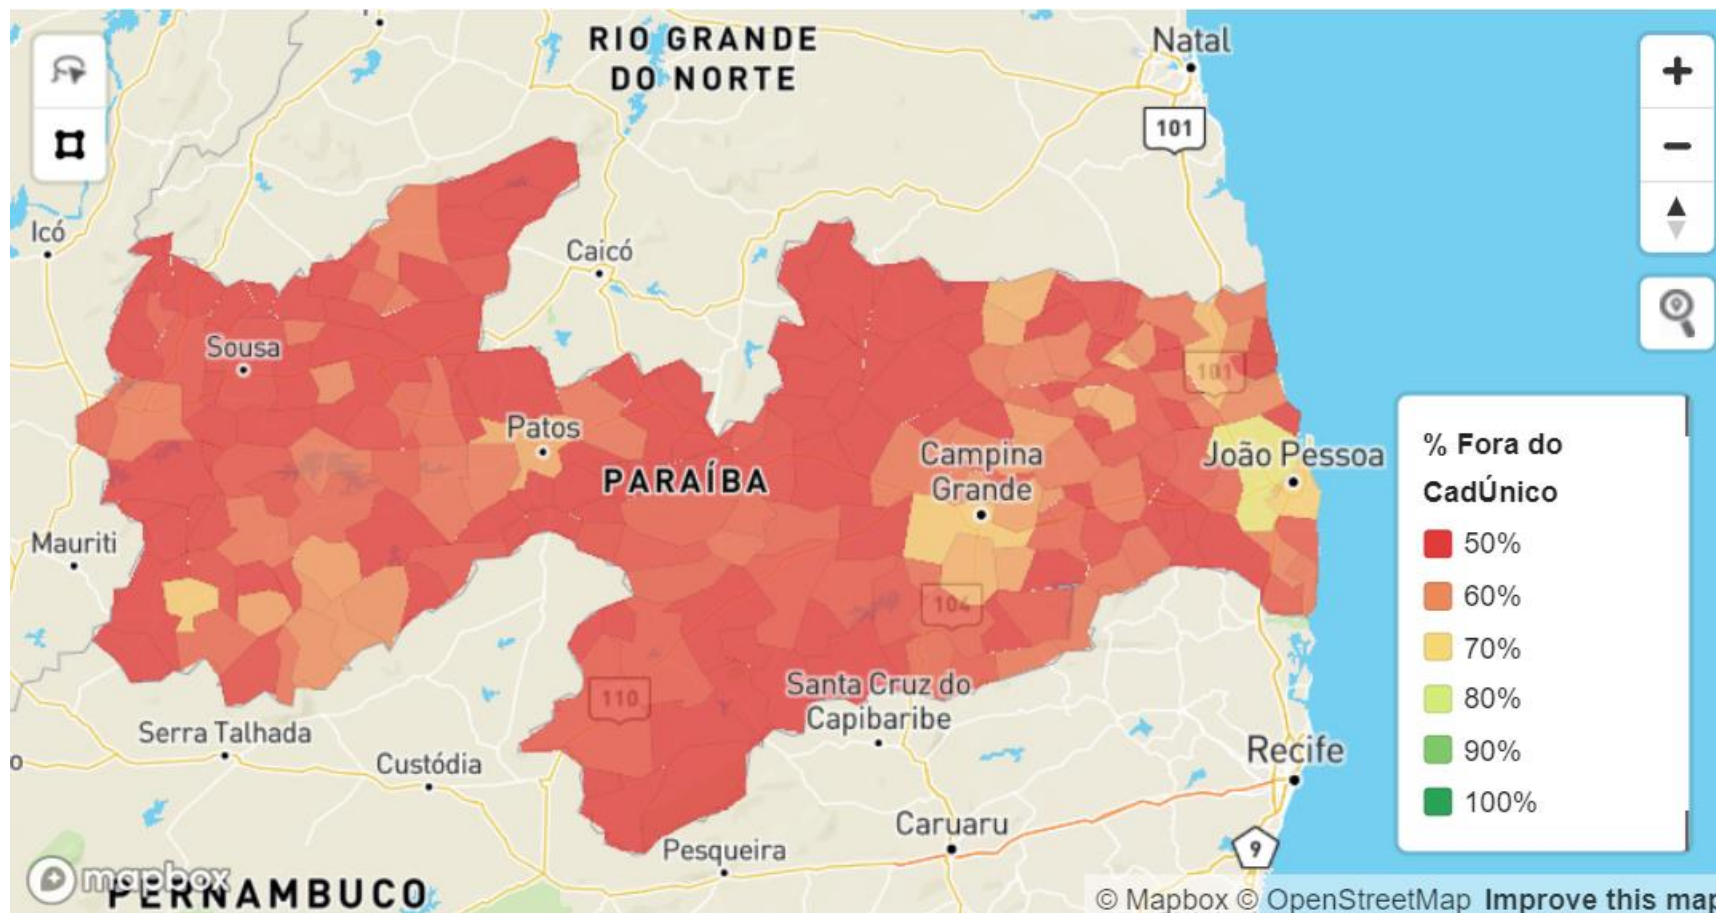 RIO GRANDE
DO NORTE
Natal
101
Icó
Caicó
Sousa
101
Patos
PARAÍBA
Campina
Grande
João Pessoa
Mauriti
104
110
Santa Cruz do
Capibaribe
Serra Talhada
Custódia
Recife
Caruaru
Pesqueira
9
PERNAMBUCO
mapbox
% Fora do
CadÚnico
50%
60%
70%
80%
90%
100%
© Mapbox © OpenStreetMap Improve this map